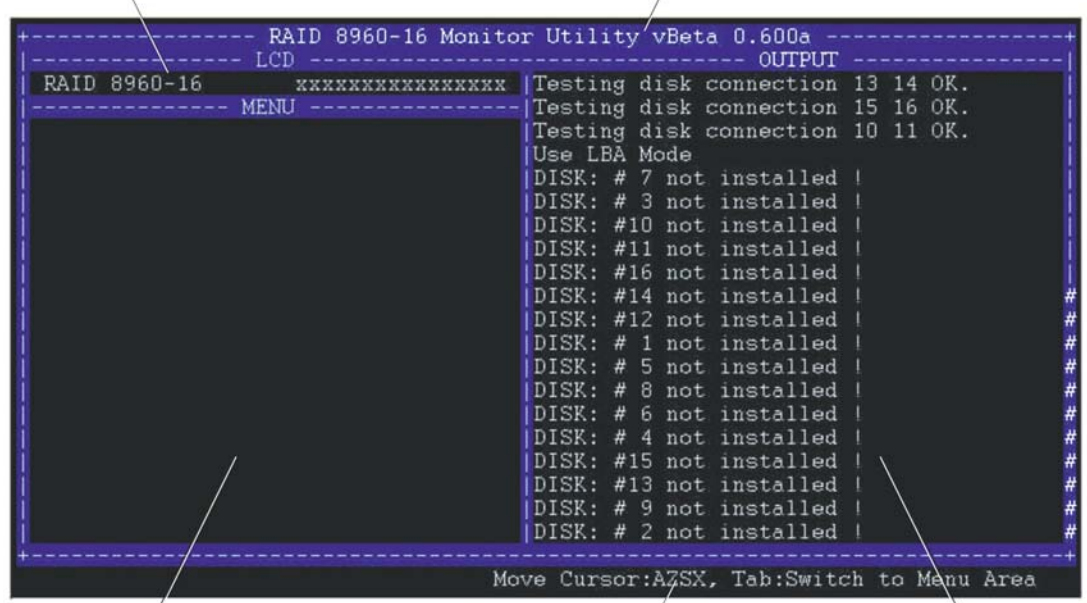 RAID 8960-16 Monitor Utility vBeta 0.600a
LCD
OUTPUT
RAID 8960-16 xxxxxxxxxxxxxxxx
MENU
Testing disk connection 13 14 OK.
Testing disk connection 15 16 OK.
Testing disk connection 10 11 OK.
Use LBA Mode
DISK: # 7 not installed !
DISK: # 3 not installed !
DISK: #10 not installed !
DISK: #11 not installed !
DISK: #16 not installed !
DISK: #14 not installed !
DISK: #12 not installed !
DISK: # 1 not installed !
DISK: # 5 not installed !
DISK: # 8 not installed !
DISK: # 6 not installed !
DISK: # 4 not installed !
DISK: #15 not installed !
DISK: #13 not installed !
DISK: # 9 not installed !
DISK: # 2 not installed !
Move Cursor:AZSX, Tab:Switch to Menu Area